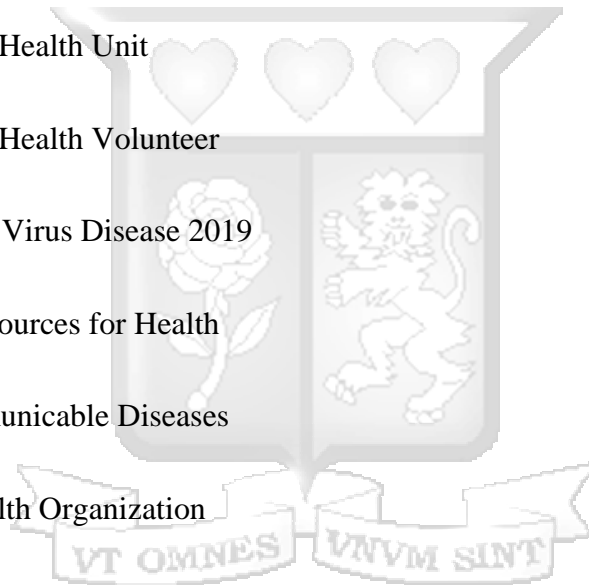 Health Unit
Health Volunteer
Virus Disease 2019
ources for Health
unicable Diseases
lth Organization
VT OMNES VNVM SINT